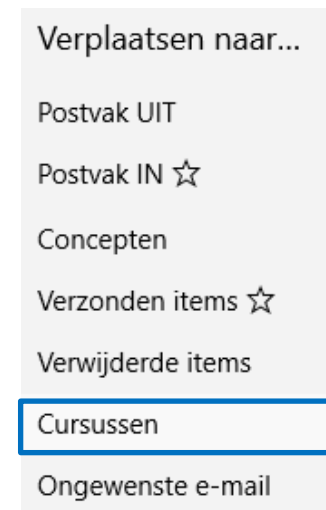 Verplaatsen naar...
Postvak UIT
Postvak IN ☆
Concepten
Verzonden items ☆
Verwijderde items
Cursussen
Ongewenste e-mail